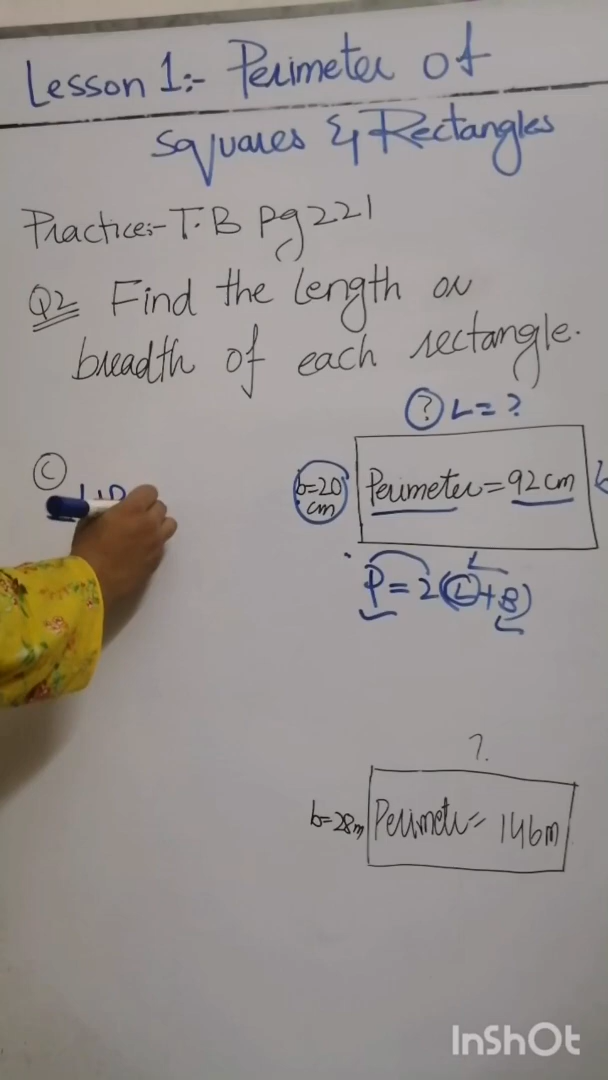 Lesson 1:- Perimeter of
squares & Rectangles
Practice:- T.B pg 221
Q2 Find the length or
breadth of each rectangle.
? L = ?
C
b=20
cm
Perimeter = 92 cm
P = 2(L+B)
?
b=28m
Perimeter = 146m
InShOt